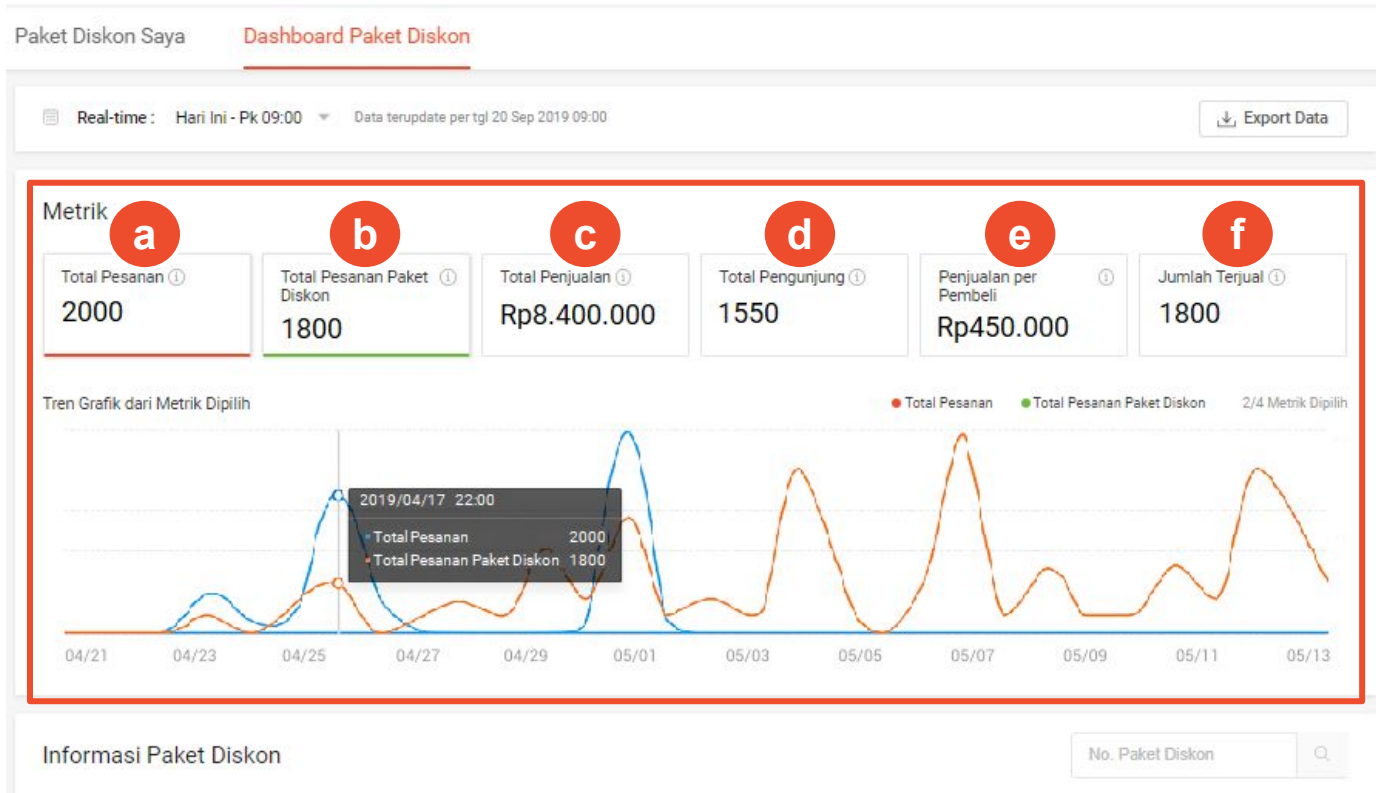 Paket Diskon Saya
Dashboard Paket Diskon
Real-time : Hari Ini - Pk 09:00 Data terupdate per tgl 20 Sep 2019 09:00
Export Data
Metrik
a
b
c
d
e
f
Total Pesanan
2000
Total Pesanan Paket
Diskon
1800
Total Penjualan
Rp8.400.000
Total Pengunjung
1550
Penjualan per
Pembeli
Rp450.000
Jumlah Terjual
1800
Tren Grafik dari Metrik Dipilih
Total Pesanan
Total Pesanan Paket Diskon
2/4 Metrik Dipilih
2019/04/17 22:00
Total Pesanan 2000
Total Pesanan Paket Diskon 1800
04/21 04/23 04/25 04/27 04/29 05/01 05/03 05/05 05/07 05/09 05/11 05/13
Informasi Paket Diskon
No. Paket Diskon